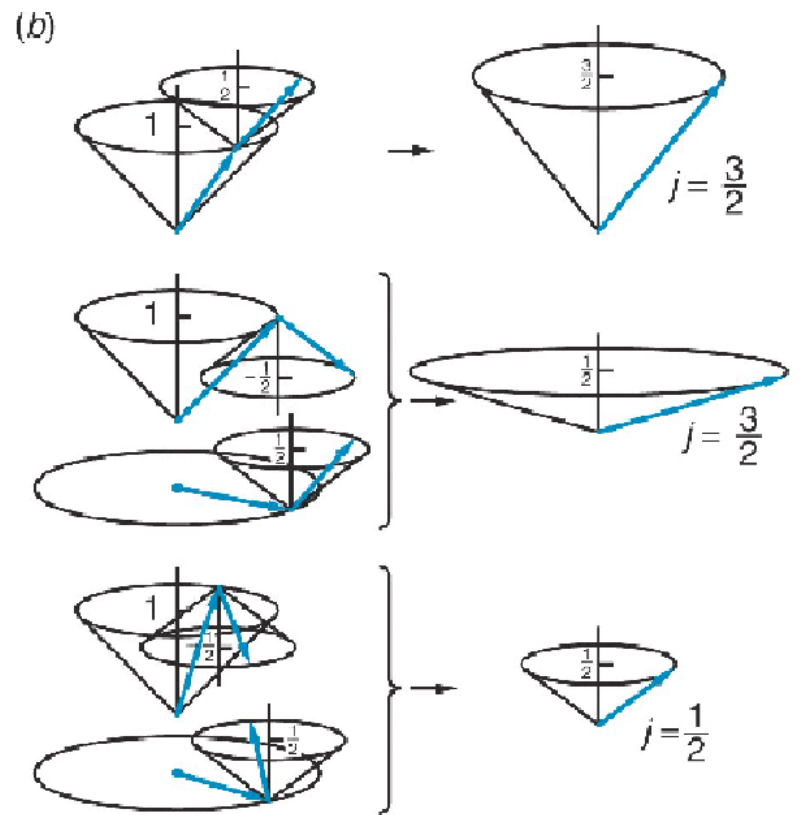 (b)
1
1/2
3/2
j = 3/2
1
-1/2
1/2
1/2
j = 3/2
1
-1/2
1/2
1/2
j = 1/2